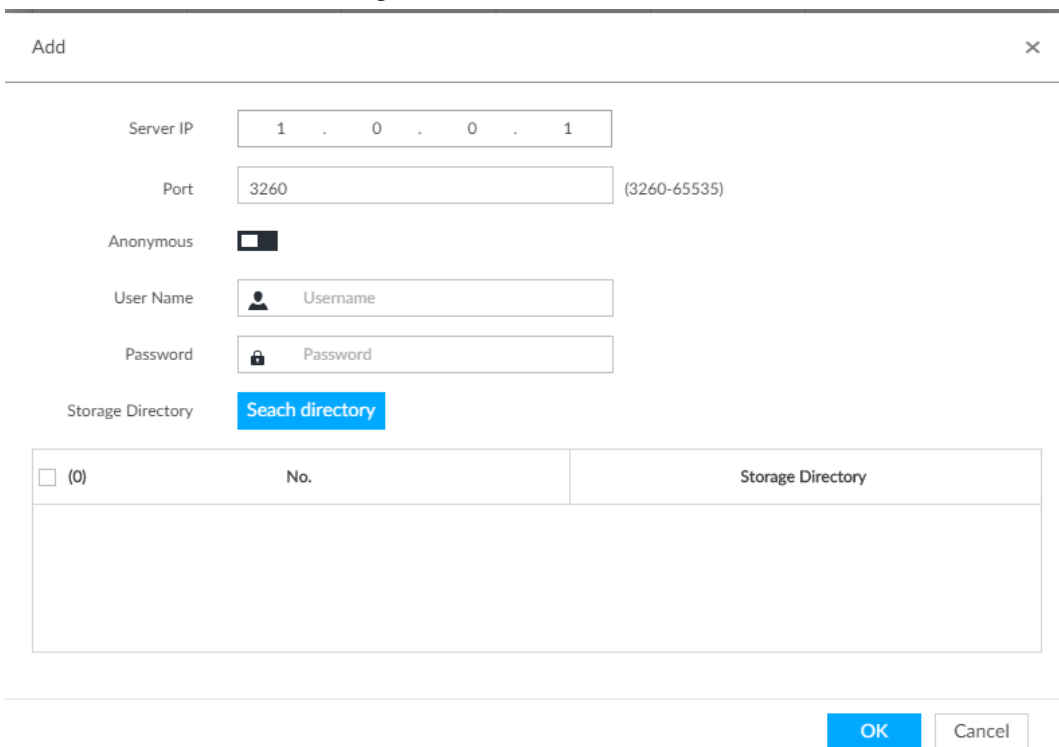 Add
Server IP 1 . 0 . 0 . 1
Port 3260 (3260-65535)
Anonymous
User Name Username
Password Password
Storage Directory Seach directory
(0) No. Storage Directory
OK Cancel